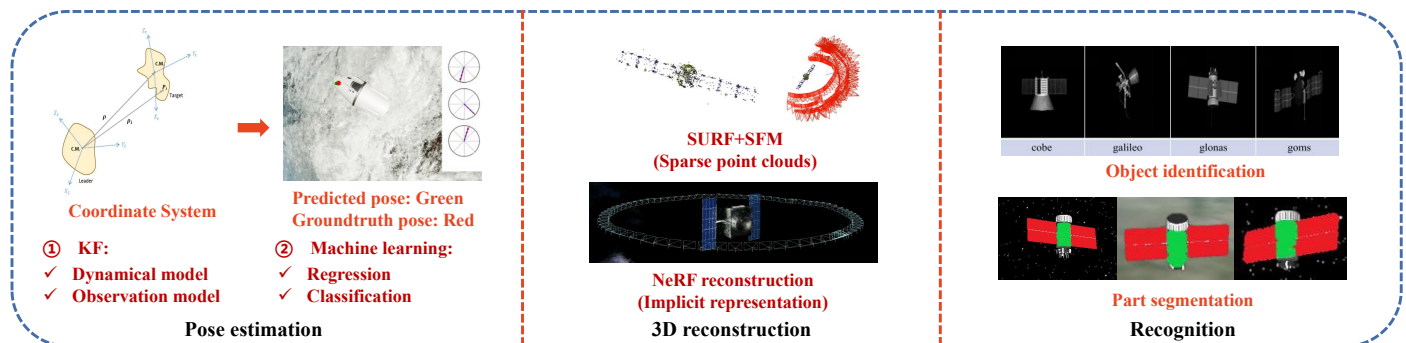 C.M.
Target
ρ
C.M.
Leader
Coordinate System
Predicted pose: Green
Groundtruth pose: Red
① KF:
✓ Dynamical model
✓ Observation model
② Machine learning:
✓ Regression
✓ Classification
Pose estimation
SURF+SFM
(Sparse point clouds)
NeRF reconstruction
(Implicit representation)
3D reconstruction
cobe
galileo
glonas
goms
Object identification
Part segmentation
Recognition